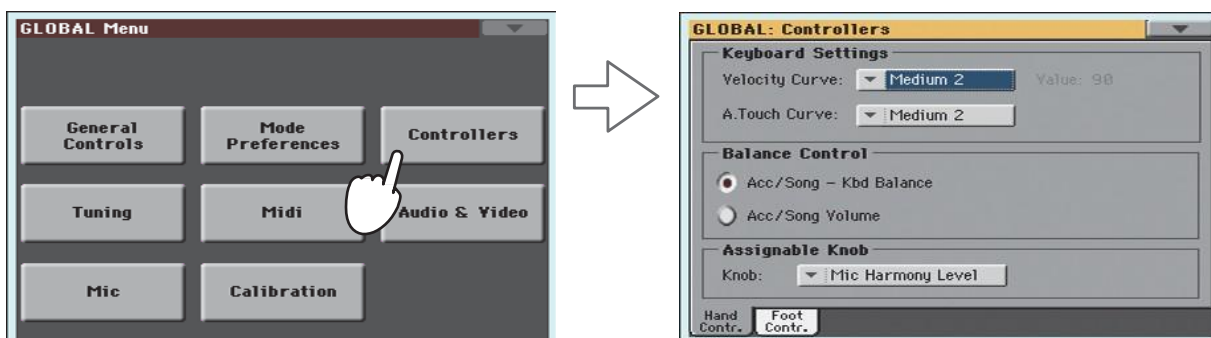 GLOBAL Menu
General
Controls
Mode
Preferences
Controllers
Tuning
Midi
Audio & Video
Mic
Calibration
GLOBAL: Controllers
Keyboard Settings
Velocity Curve: Medium 2 Value: 90
A.Touch Curve: Medium 2
Balance Control
Acc/Song - Kbd Balance
Acc/Song Volume
Assignable Knob
Knob: Mic Harmony Level
Hand
Contr.
Foot
Contr.